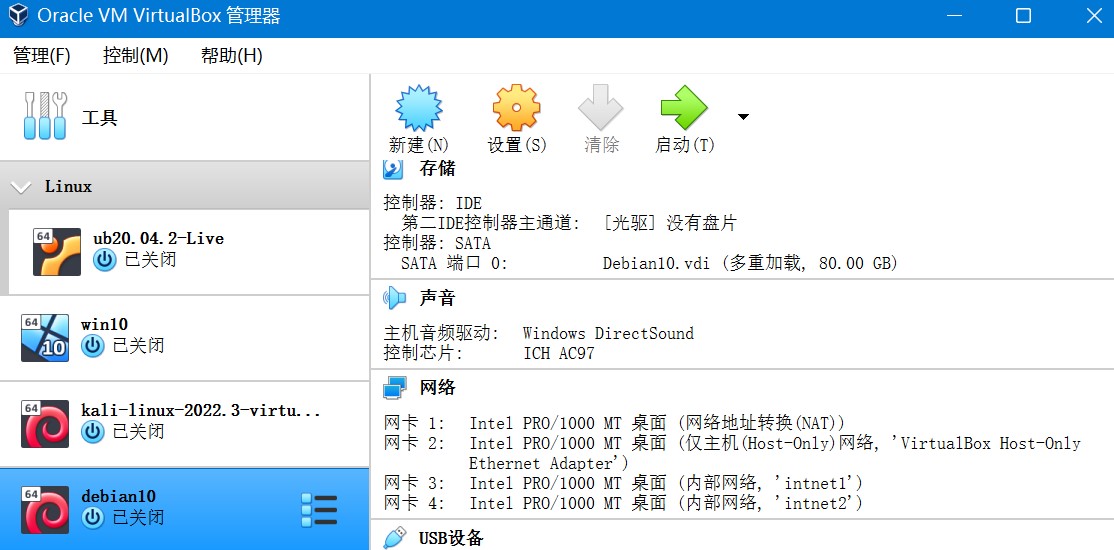 Oracle VM VirtualBox 管理器
管理(F) 控制(M) 帮助(H)
工具
新建(N) 设置(S) 清除 启动(T)
Linux
64
ub20.04.2-Live
已关闭
64
10
win10
已关闭
64
kali-linux-2022.3-virtu...
已关闭
64
debian10
已关闭
存储
控制器: IDE
第二IDE控制器主通道: [光驱] 没有盘片
控制器: SATA
SATA 端口 0: Debian10.vdi (多重加载, 80.00 GB)
声音
主机音频驱动: Windows DirectSound
控制芯片: ICH AC97
网络
网卡 1: Intel PRO/1000 MT 桌面 (网络地址转换(NAT))
网卡 2: Intel PRO/1000 MT 桌面 (仅主机(Host-Only)网络, 'VirtualBox Host-Only
Ethernet Adapter')
网卡 3: Intel PRO/1000 MT 桌面 (内部网络, 'intnet1')
网卡 4: Intel PRO/1000 MT 桌面 (内部网络, 'intnet2')
USB设备